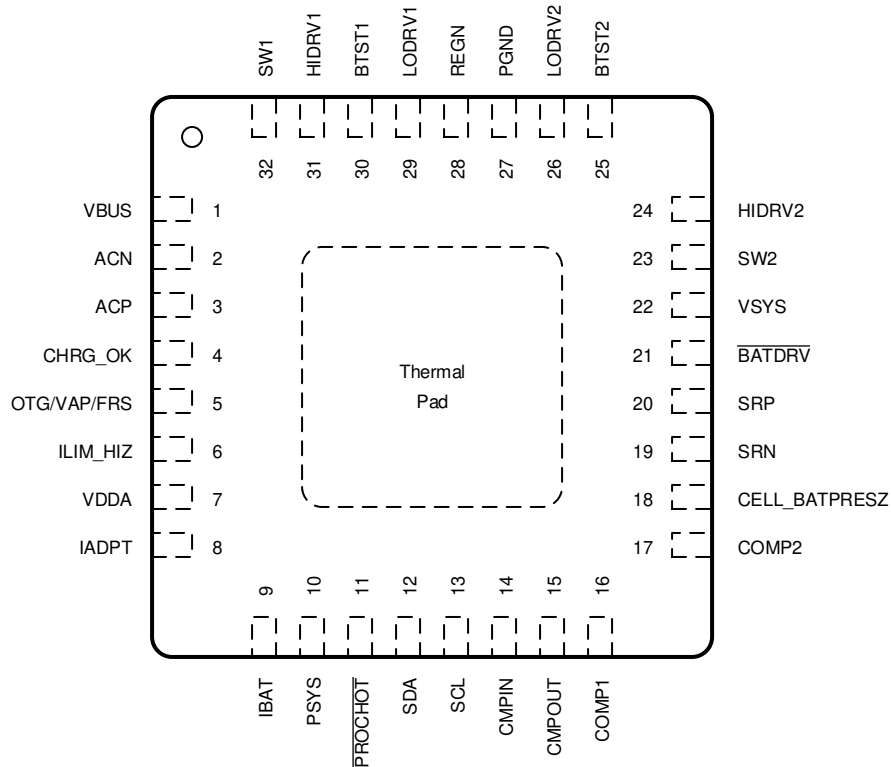 SW1
HIDRV1
BTST1
LODRV1
REGN
PGND
LODRV2
BTST2
32
31
30
29
28
27
26
25
VBUS 1
ACN 2
ACP 3
CHRG_OK 4
OTG/VAP/FRS 5
ILIM_HIZ 6
VDDA 7
IADPT 8
24 HIDRV2
23 SW2
22 VSYS
21 BATDRV
20 SRP
19 SRN
18 CELL_BATPRESZ
17 COMP2
Thermal
Pad
9
10
11
12
13
14
15
16
IBAT
PSYS
PROCHOT
SDA
SCL
CMPIN
CMPOUT
COMP1